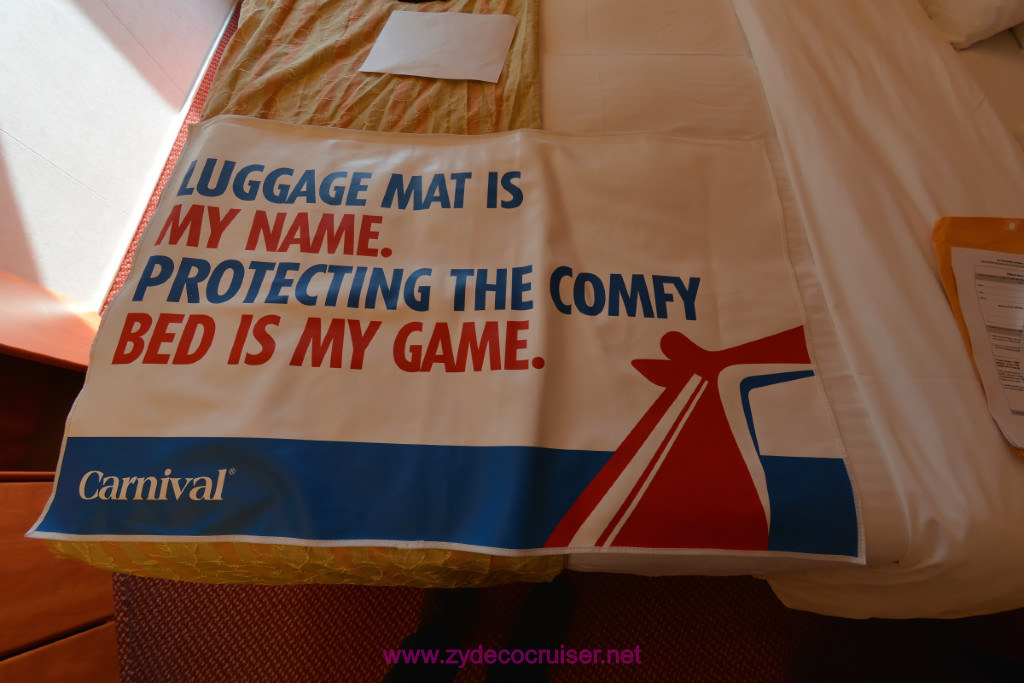 LUGGAGE MAT IS
MY NAME.
PROTECTING THE COMFY
BED IS MY GAME.
Carnival®
www.zydecocruiser.net